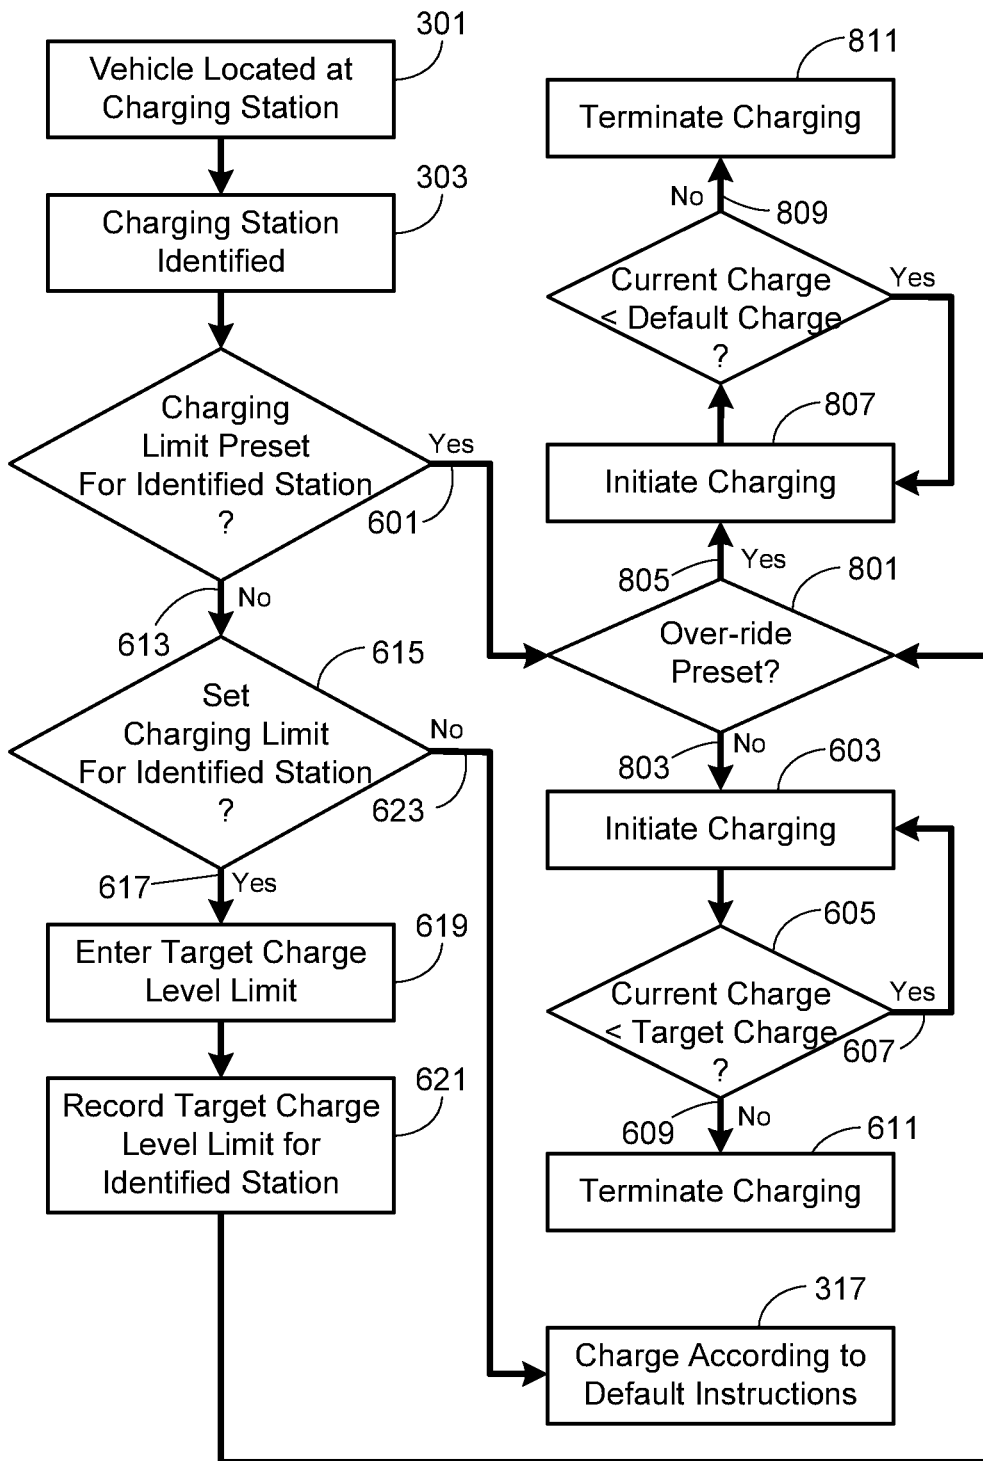 301
Vehicle Located at
Charging Station
303
Charging Station
Identified
Charging
Limit Preset
For Identified Station
?
Yes
601
No
613
615
Set
Charging Limit
For Identified Station
?
No
623
617
Yes
619
Enter Target Charge
Level Limit
621
Record Target Charge
Level Limit for
Identified Station
811
Terminate Charging
No
809
Current Charge
< Default Charge
?
Yes
807
Initiate Charging
805
Yes
801
Over-ride
Preset?
803
No
603
Initiate Charging
605
Current Charge
< Target Charge
?
Yes
607
609
No
611
Terminate Charging
317
Charge According to
Default Instructions